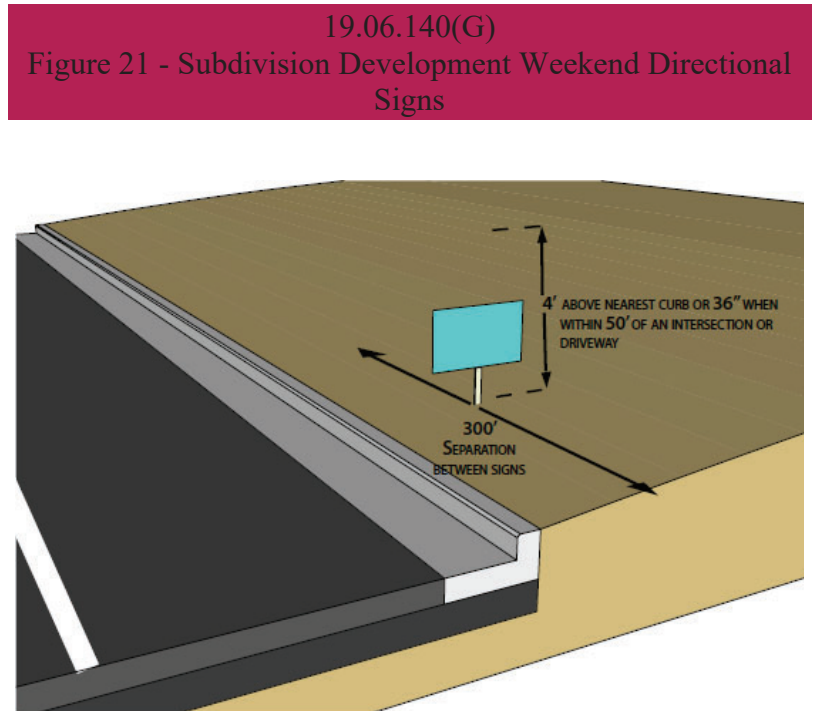 19.06.140(G)
Figure 21 - Subdivision Development Weekend Directional
Signs
4' ABOVE NEAREST CURB OR 36" WHEN
WITHIN 50' OF AN INTERSECTION OR
DRIVEWAY
300'
SEPARATION
BETWEEN SIGNS